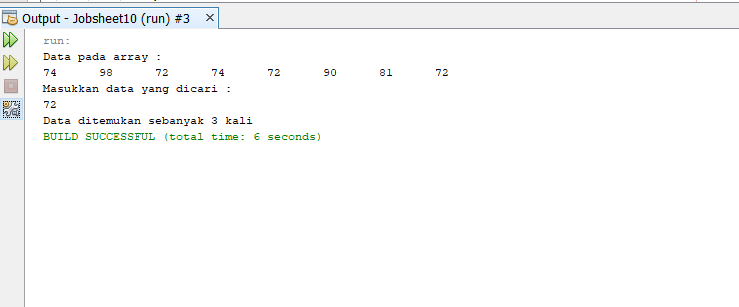 Output - Jobsheet10 (run) #3
run:
Data pada array :
74 98 72 74 72 90 81 72
Masukkan data yang dicari :
72
Data ditemukan sebanyak 3 kali
BUILD SUCCESSFUL (total time: 6 seconds)